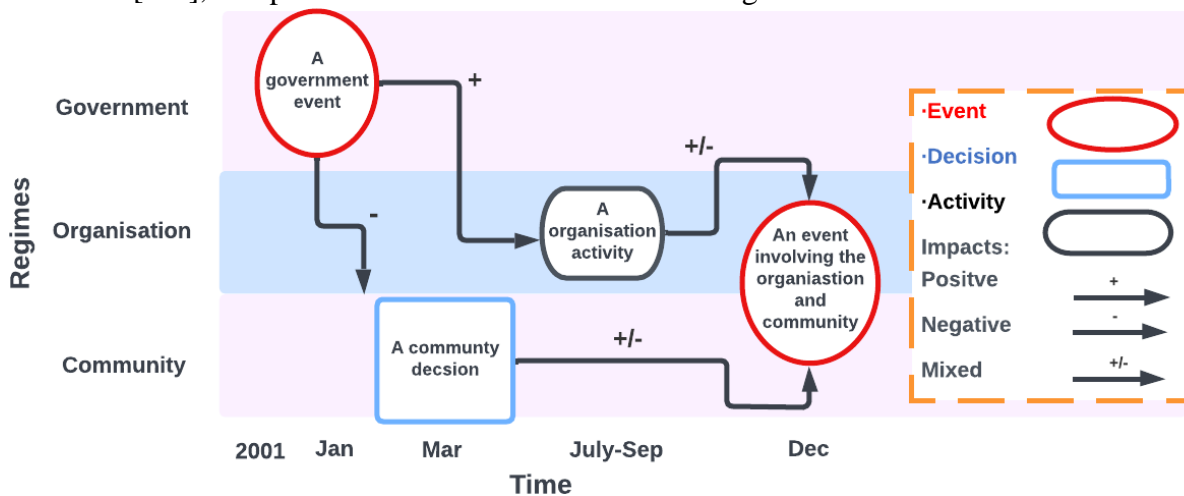 A
government
event
+
Government
+/-
-
Regimes
Organisation
A
organisation
activity
An event
involving the
organiastion
and
community
Community
A communty
decsion
+/-
2001
Jan
Mar
July-Sep
Dec
Time
·Event
·Decision
·Activity
Impacts:
Positve
+
Negative
-
Mixed
+/-